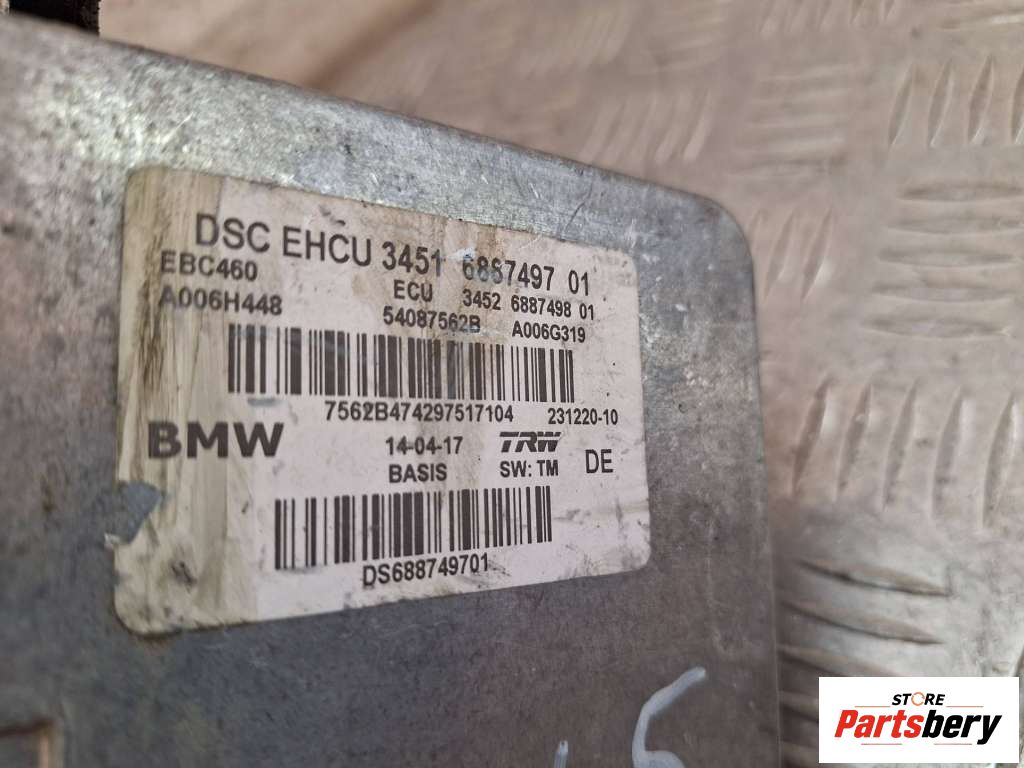 DSC EHCU 3451 6887497 01
EBC460 ECU 3452 6887498 01
A006H448 54087562B A006G319
7562B474297517104 231220-10
BMW 14-04-17 TRW
BASIS SW: TM DE
DS688749701
STORE
Partsbery